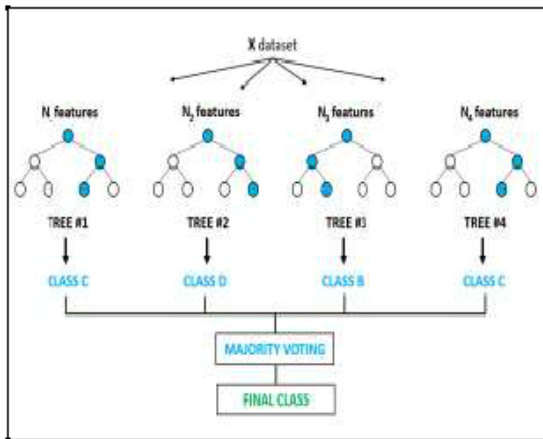 X dataset
N features N₂ features N₃ features N₄ features
TREE #1 TREE #2 TREE #3 TREE #4
CLASS C CLASS D CLASS B CLASS C
MAJORITY VOTING
FINAL CLASS